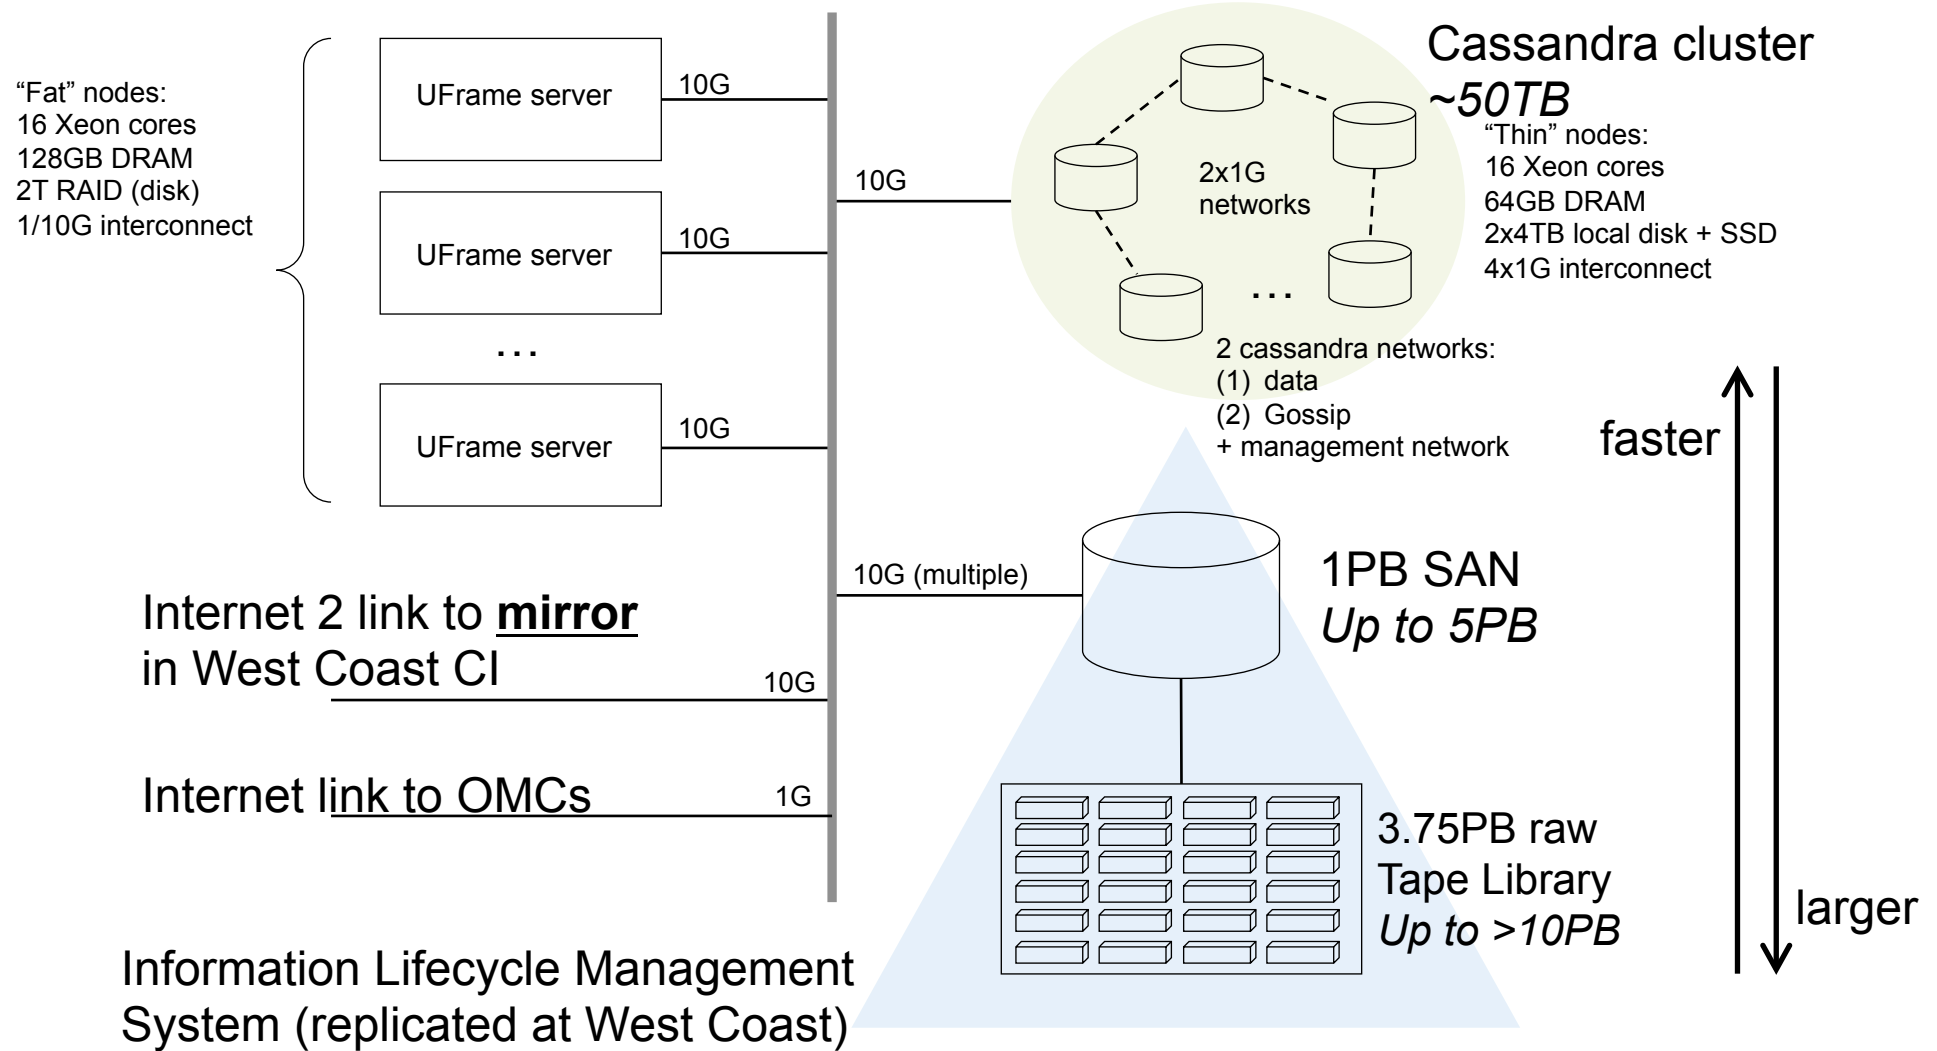 “Fat” nodes:
16 Xeon cores
128GB DRAM
2T RAID (disk)
1/10G interconnect
UFrame server
10G
UFrame server
10G
...
UFrame server
10G
10G
Cassandra cluster
~50TB
“Thin” nodes:
16 Xeon cores
64GB DRAM
2x4TB local disk + SSD
4x1G interconnect
2x1G
networks
...
2 cassandra networks:
(1) data
(2) Gossip
+ management network
faster
larger
10G (multiple)
1PB SAN
Up to 5PB
Internet 2 link to mirror
in West Coast CI
10G
Internet link to OMCs
1G
3.75PB raw
Tape Library
Up to >10PB
Information Lifecycle Management
System (replicated at West Coast)